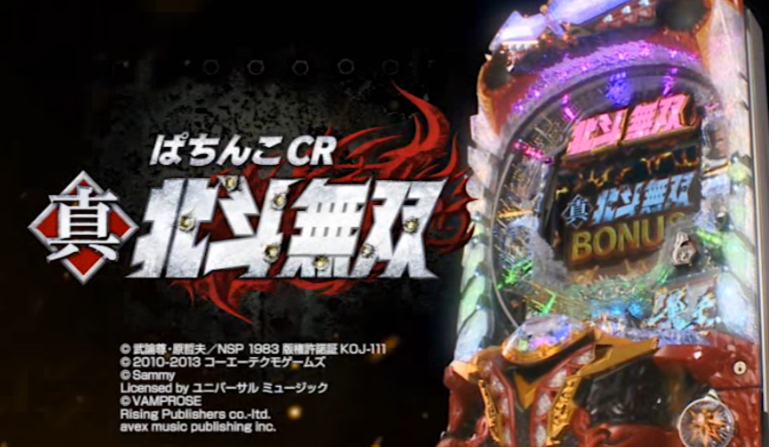 ぱちんこCR
真 北斗無双
北斗無双
真 北斗無双
BONUS
© 武論尊・原哲夫／NSP 1983 版権許諾証 KOJ-111
© 2010-2013 コーエーテクモゲームス
© Sammy
Licensed by ユニバーサル ミュージック
© VAMPROSE
Rising Publishers co.-ltd.
avex music publishing inc.